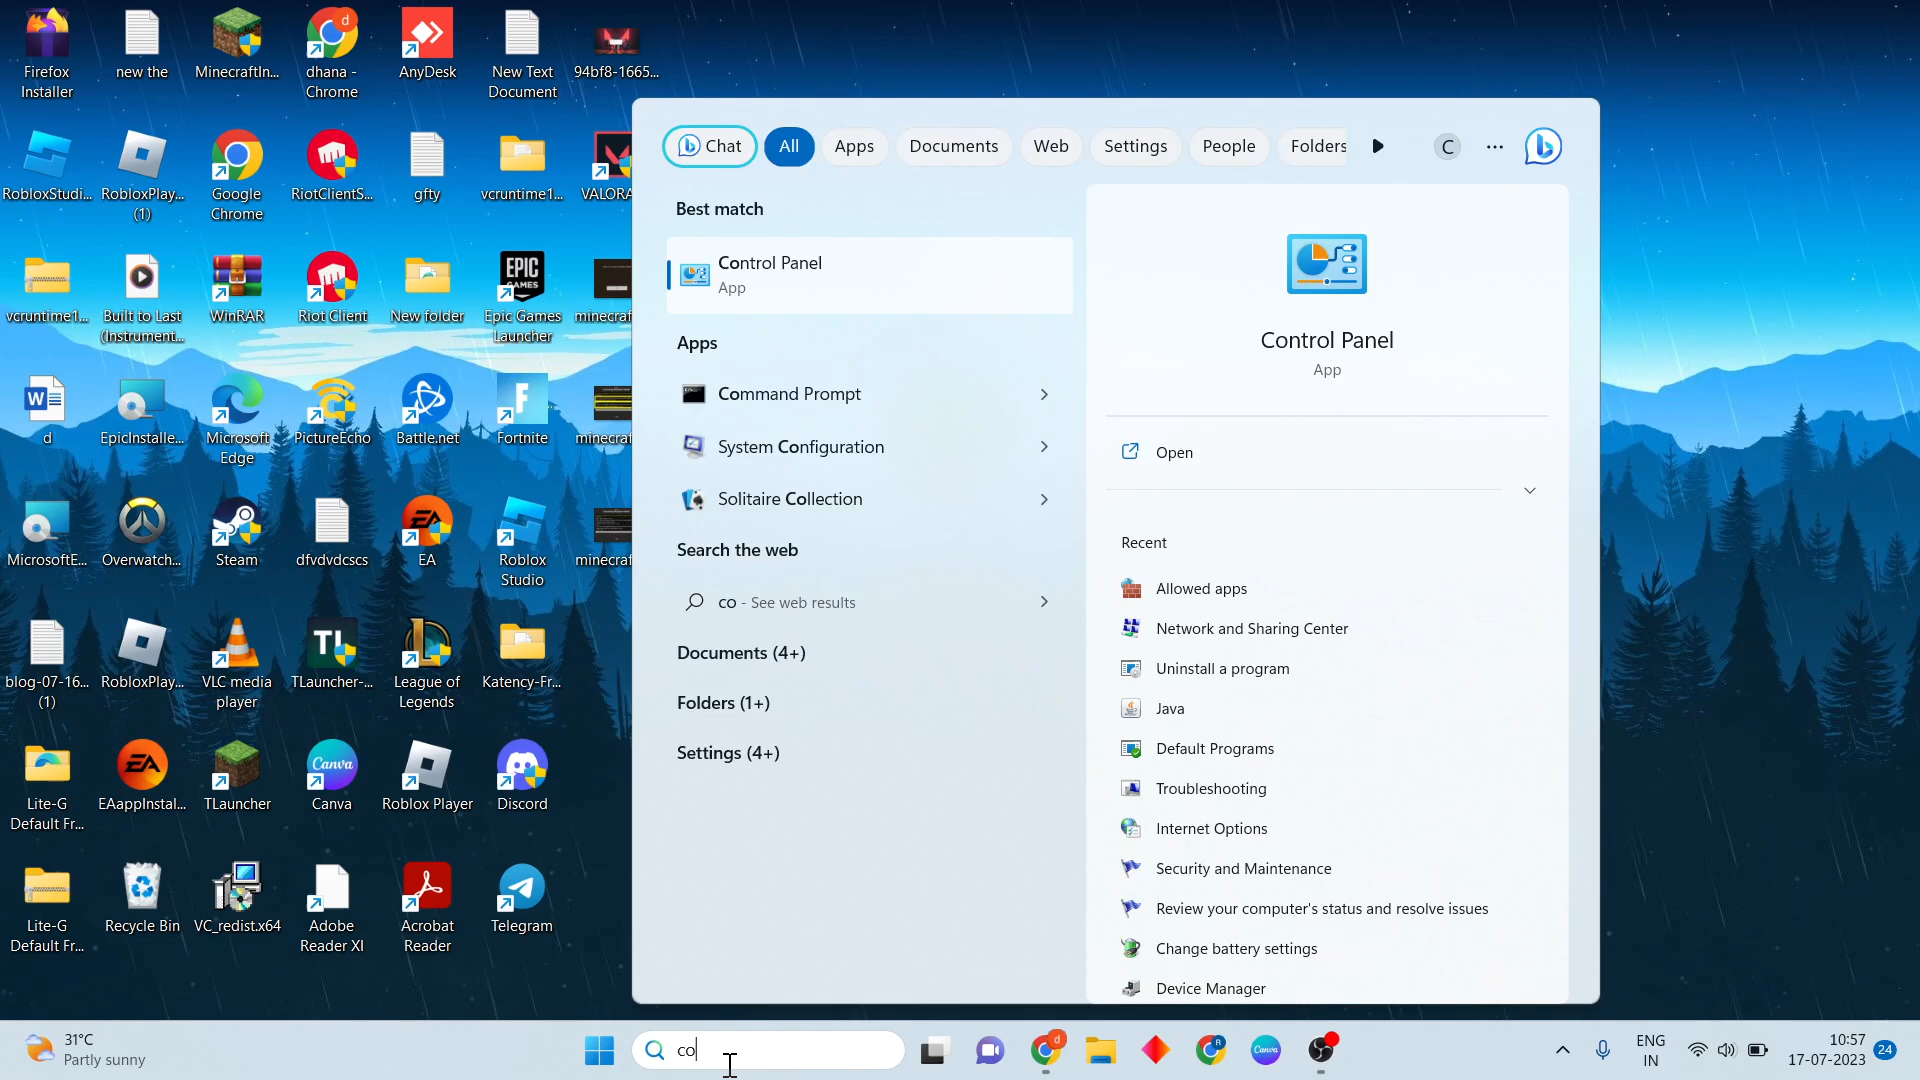 Firefox
Installer
new the
MinecraftIn...
dhana -
Chrome
AnyDesk
New Text
Document
94bf8-1665...
RobloxStudi...
RobloxPlay...
(1)
Google
Chrome
RiotClientS...
gfty
vcruntime1...
VALORA
vcruntime1...
Built to Last
(Instrument...
WinRAR
Riot Client
New folder
EPIC
GAMES
Epic Games
Launcher
minecraf
d
EpicInstalle...
Microsoft
Edge
PictureEcho
Battle.net
Fortnite
minecraf
MicrosoftE...
Overwatch...
Steam
dfvdvdcscs
EA
Roblox
Studio
minecraf
blog-07-16...
(1)
RobloxPlay...
VLC media
player
TL
TLauncher-...
League of
Legends
Katency-Fr...
Lite-G
Default Fr...
EAappInstal...
TLauncher
Canva
Canva
Roblox Player
Discord
Lite-G
Default Fr...
Recycle Bin
VC_redist.x64
Adobe
Reader XI
Acrobat
Reader
Telegram
Chat
All
Apps
Documents
Web
Settings
People
Folders
C
Best match
Control Panel
App
Apps
Command Prompt
System Configuration
Solitaire Collection
Search the web
co - See web results
Documents (4+)
Folders (1+)
Settings (4+)
Control Panel
App
Open
Recent
Allowed apps
Network and Sharing Center
Uninstall a program
Java
Default Programs
Troubleshooting
Internet Options
Security and Maintenance
Review your computer's status and resolve issues
Change battery settings
Device Manager
31°C
Partly sunny
co
ENG
IN
10:57
17-07-2023
24